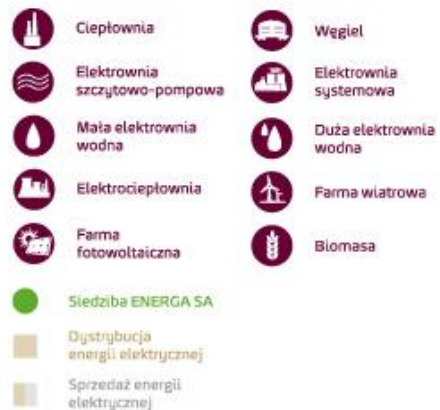 Ciepłownia
Węgiel
Elektrownia
szczytowo-pompowa
Elektrownia
systemowa
Mała elektrownia
wodna
Duża elektrownia
wodna
Elektrociepłownia
Farma wiatrowa
Farma
fotowoltaiczna
Biomasa
Siedziba ENERGA SA
Dystrybucja
energii elektrycznej
Sprzedaż energii
elektrycznej